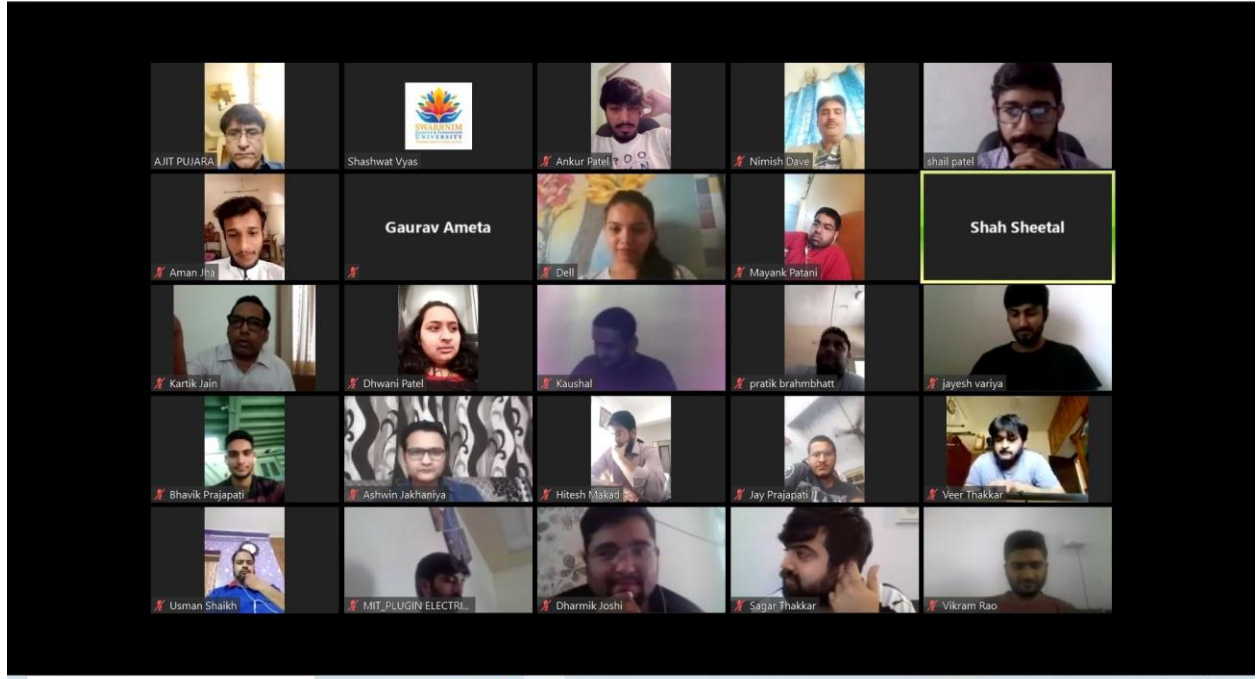 AJIT PUJARA
SWARRNIM
UNIVERSITY
Shashwat Vyas
Ankur Patel
Nimish Dave
shail patel
Aman Jha
Gaurav Ameta
Dell
Mayank Patani
Shah Sheetal
Kartik Jain
Dhwani Patel
Kaushal
pratik brahmbhatt
jayesh variya
Bhavik Prajapati
Ashwin Jakhaniya
Hitesh Makad
Jay Prajapati
Veer Thakkar
Usman Shaikh
MIT_PLUGIN ELECTRI...
Dharmik Joshi
Sagar Thakkar
Vikram Rao